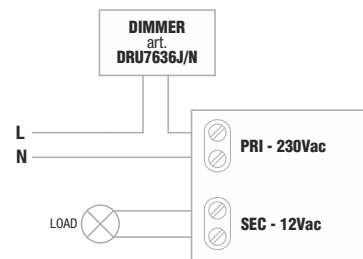 DIMMER
art.
DRU7636J/N
L
N
PRI - 230Vac
LOAD
SEC - 12Vac